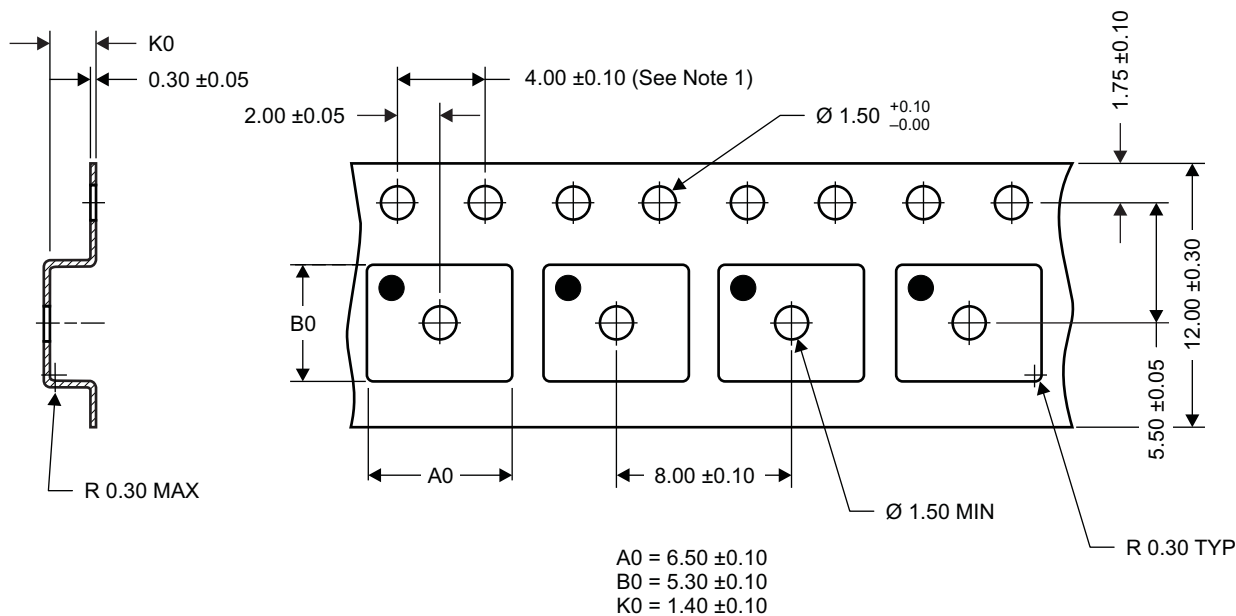 K0
0.30 ±0.05
4.00 ±0.10 (See Note 1)
2.00 ±0.05
Ø 1.50 +0.10 –0.00
1.75 ±0.10
B0
12.00 ±0.30
5.50 ±0.05
A0
8.00 ±0.10
R 0.30 MAX
Ø 1.50 MIN
R 0.30 TYP
A0 = 6.50 ±0.10
B0 = 5.30 ±0.10
K0 = 1.40 ±0.10